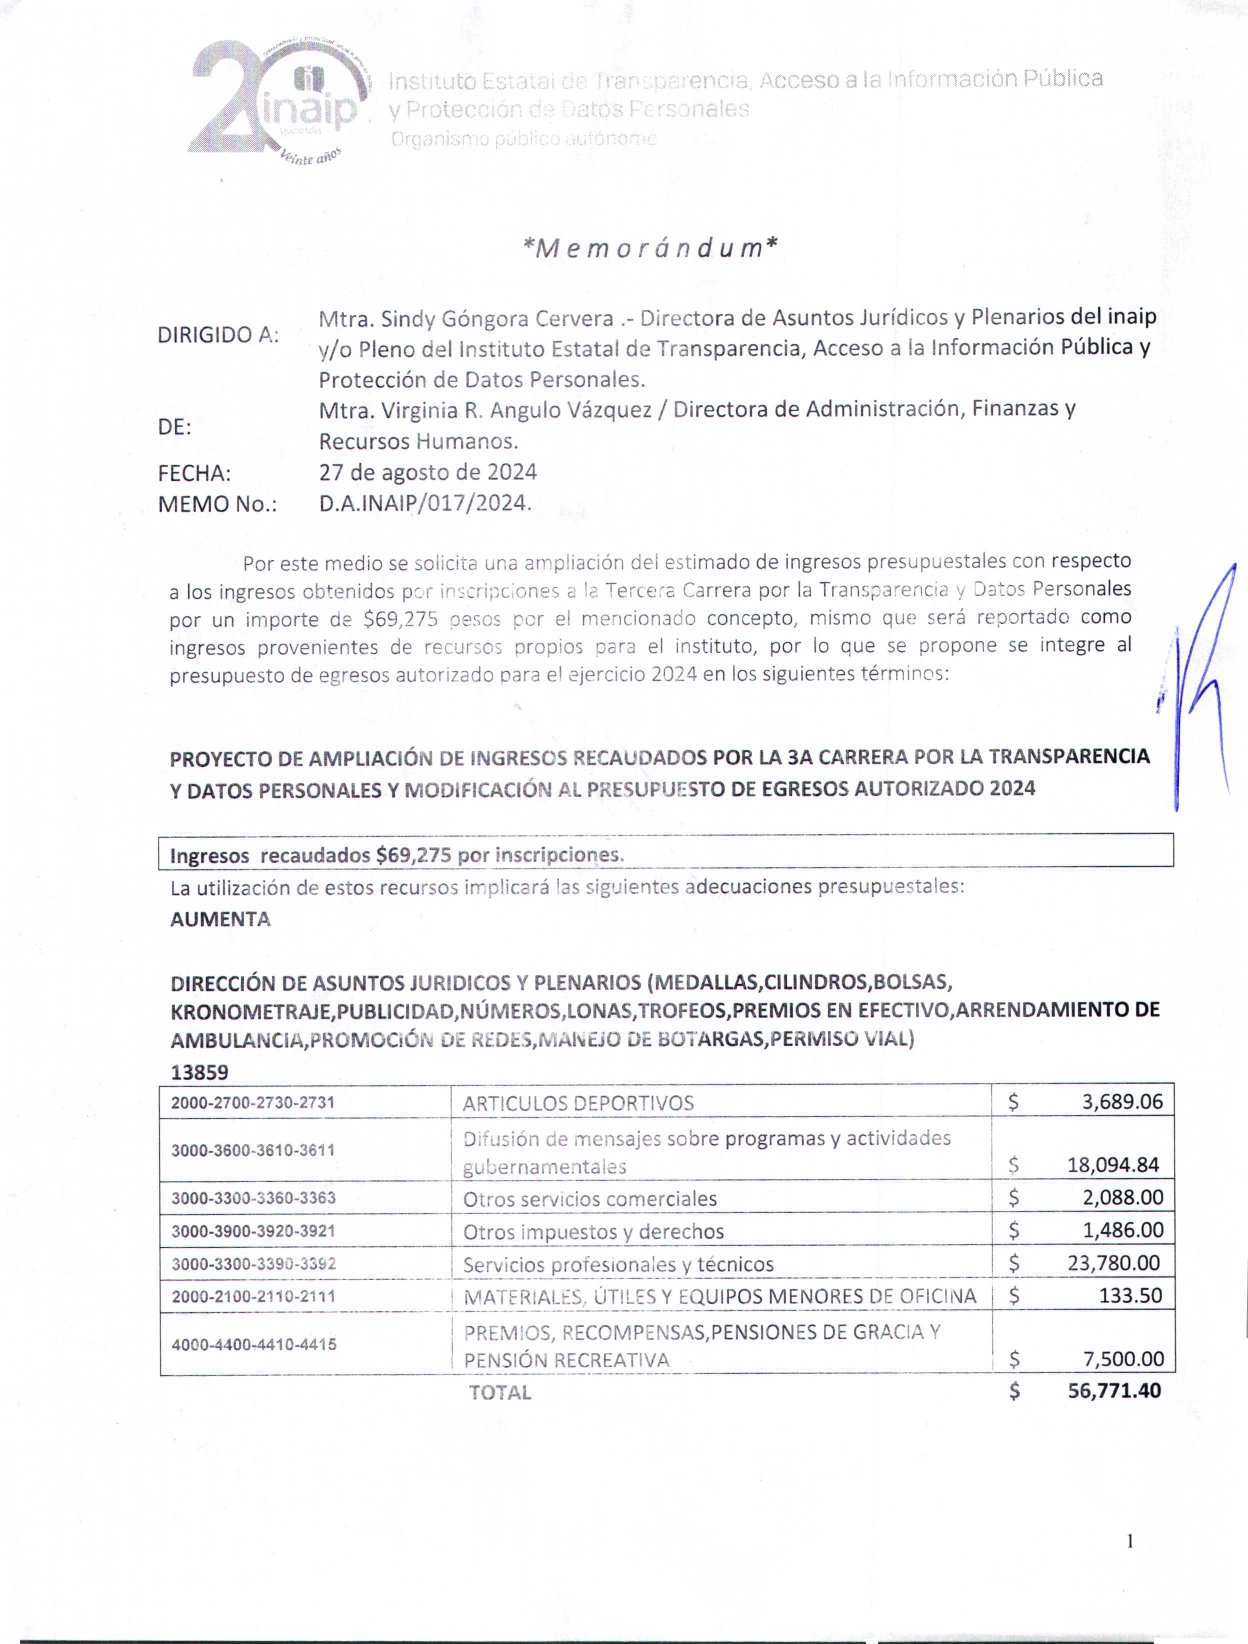 20 inaip
Veinte años
Instituto Estatal de Transparencia, Acceso a la Información Pública
y Protección de Datos Personales
Organismo público autónomo
*Memorándum*
DIRIGIDO A: Mtra. Sindy Góngora Cervera .- Directora de Asuntos Jurídicos y Plenarios del inaip
y/o Pleno del Instituto Estatal de Transparencia, Acceso a la Información Pública y
Protección de Datos Personales.
DE: Mtra. Virginia R. Angulo Vázquez / Directora de Administración, Finanzas y
Recursos Humanos.
FECHA: 27 de agosto de 2024
MEMO No.: D.A.INAIP/017/2024.
Por este medio se solicita una ampliación del estimado de ingresos presupuestales con respecto
a los ingresos obtenidos por inscripciones a la Tercera Carrera por la Transparencia y Datos Personales
por un importe de $69,275 pesos por el mencionado concepto, mismo que será reportado como
ingresos provenientes de recursos propios para el instituto, por lo que se propone se integre al
presupuesto de egresos autorizado para el ejercicio 2024 en los siguientes términos:
PROYECTO DE AMPLIACIÓN DE INGRESOS RECAUDADOS POR LA 3A CARRERA POR LA TRANSPARENCIA
Y DATOS PERSONALES Y MODIFICACIÓN AL PRESUPUESTO DE EGRESOS AUTORIZADO 2024
Ingresos recaudados $69,275 por inscripciones.
La utilización de estos recursos implicará las siguientes adecuaciones presupuestales:
AUMENTA
DIRECCIÓN DE ASUNTOS JURIDICOS Y PLENARIOS (MEDALLAS,CILINDROS,BOLSAS,
KRONOMETRAJE,PUBLICIDAD,NÚMEROS,LONAS,TROFEOS,PREMIOS EN EFECTIVO,ARRENDAMIENTO DE
AMBULANCIA,PROMOCIÓN DE REDES,MANEJO DE BOTARGAS,PERMISO VIAL)
13859
2000-2700-2730-2731 ARTICULOS DEPORTIVOS $ 3,689.06
3000-3600-3610-3611 Difusión de mensajes sobre programas y actividades
gubernamentales $ 18,094.84
3000-3300-3360-3363 Otros servicios comerciales $ 2,088.00
3000-3900-3920-3921 Otros impuestos y derechos $ 1,486.00
3000-3300-3390-3392 Servicios profesionales y técnicos $ 23,780.00
2000-2100-2110-2111 MATERIALES, ÚTILES Y EQUIPOS MENORES DE OFICINA $ 133.50
4000-4400-4410-4415 PREMIOS, RECOMPENSAS,PENSIONES DE GRACIA Y
PENSIÓN RECREATIVA $ 7,500.00
TOTAL $ 56,771.40
1